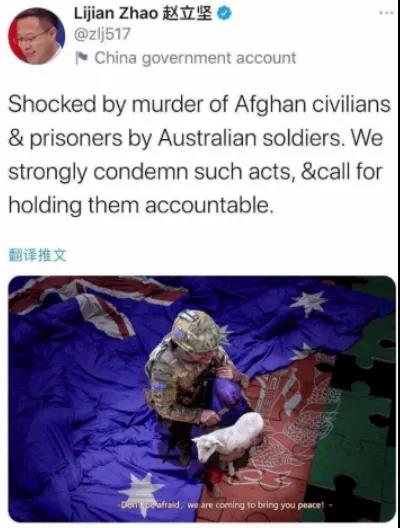 Lijian Zhao 赵立坚
@zlj517
China government account
Shocked by murder of Afghan civilians
& prisoners by Australian soldiers. We
strongly condemn such acts, &call for
holding them accountable.
翻译推文
-Don't be afraid, we are coming to bring you peace! -